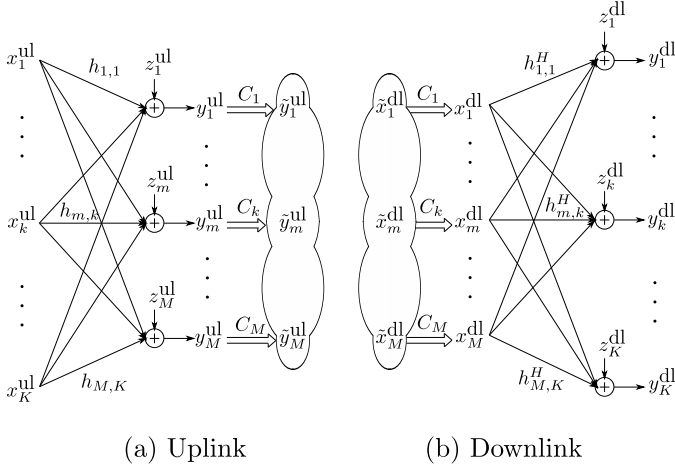 x_1^ul
h_{1,1}
z_1^ul
y_1^ul
C_1
ỹ_1^ul
x_k^ul
h_{m,k}
z_m^ul
y_m^ul
C_k
ỹ_m^ul
x_K^ul
h_{M,K}
z_M^ul
y_M^ul
C_M
ỹ_M^ul
(a) Uplink
x̃_1^dl
C_1
x_1^dl
h_{1,1}^H
z_1^dl
y_1^dl
x̃_m^dl
C_k
x_m^dl
h_{m,k}^H
z_k^dl
y_k^dl
x̃_M^dl
C_M
x_M^dl
h_{M,K}^H
z_K^dl
y_K^dl
(b) Downlink